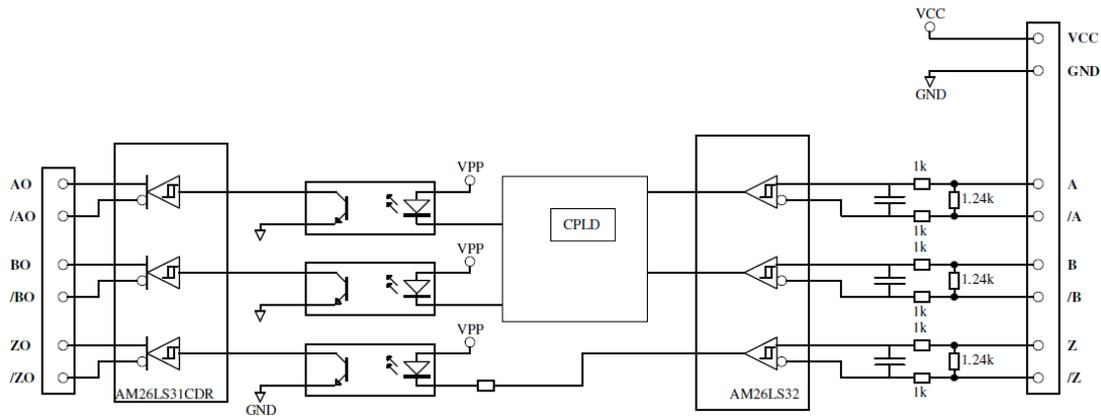 VCC
VCC
GND
GND
1k
A
AO
VPP
1.24k
/AO
/A
1k
CPLD
1k
BO
VPP
B
1.24k
/BO
/B
1k
1k
ZO
VPP
Z
1.24k
/ZO
/Z
AM26LS31CDR
AM26LS32
1k
GND